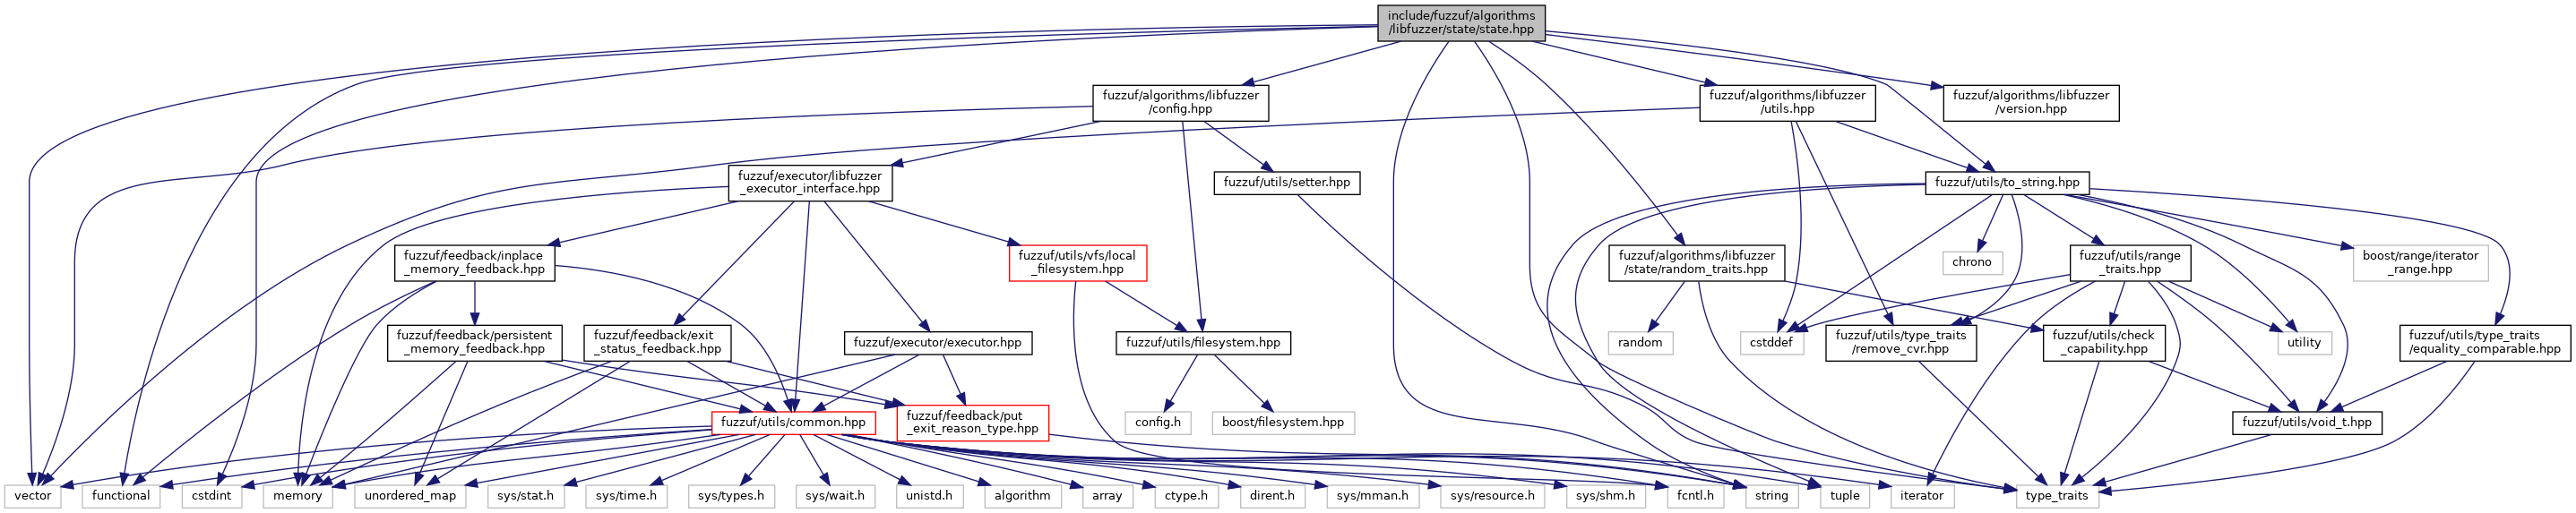 include/fuzzuf/algorithms
/libfuzzer/state/state.hpp
fuzzuf/algorithms/libfuzzer
/config.hpp
fuzzuf/algorithms/libfuzzer
/utils.hpp
fuzzuf/algorithms/libfuzzer
/version.hpp
fuzzuf/executor/libfuzzer
_executor_interface.hpp
fuzzuf/utils/setter.hpp
fuzzuf/utils/to_string.hpp
fuzzuf/feedback/inplace
_memory_feedback.hpp
fuzzuf/utils/vfs/local
_filesystem.hpp
fuzzuf/algorithms/libfuzzer
/state/random_traits.hpp
chrono
fuzzuf/utils/range
_traits.hpp
boost/range/iterator
_range.hpp
fuzzuf/feedback/persistent
_memory_feedback.hpp
fuzzuf/feedback/exit
_status_feedback.hpp
fuzzuf/executor/executor.hpp
fuzzuf/utils/filesystem.hpp
random
cstddef
fuzzuf/utils/type_traits
/remove_cvr.hpp
fuzzuf/utils/check
_capability.hpp
utility
fuzzuf/utils/type_traits
/equality_comparable.hpp
fuzzuf/utils/common.hpp
fuzzuf/feedback/put
_exit_reason_type.hpp
config.h
boost/filesystem.hpp
fuzzuf/utils/void_t.hpp
vector
functional
cstdint
memory
unordered_map
sys/stat.h
sys/time.h
sys/types.h
sys/wait.h
unistd.h
algorithm
array
ctype.h
dirent.h
sys/mman.h
sys/resource.h
sys/shm.h
fcntl.h
string
tuple
iterator
type_traits